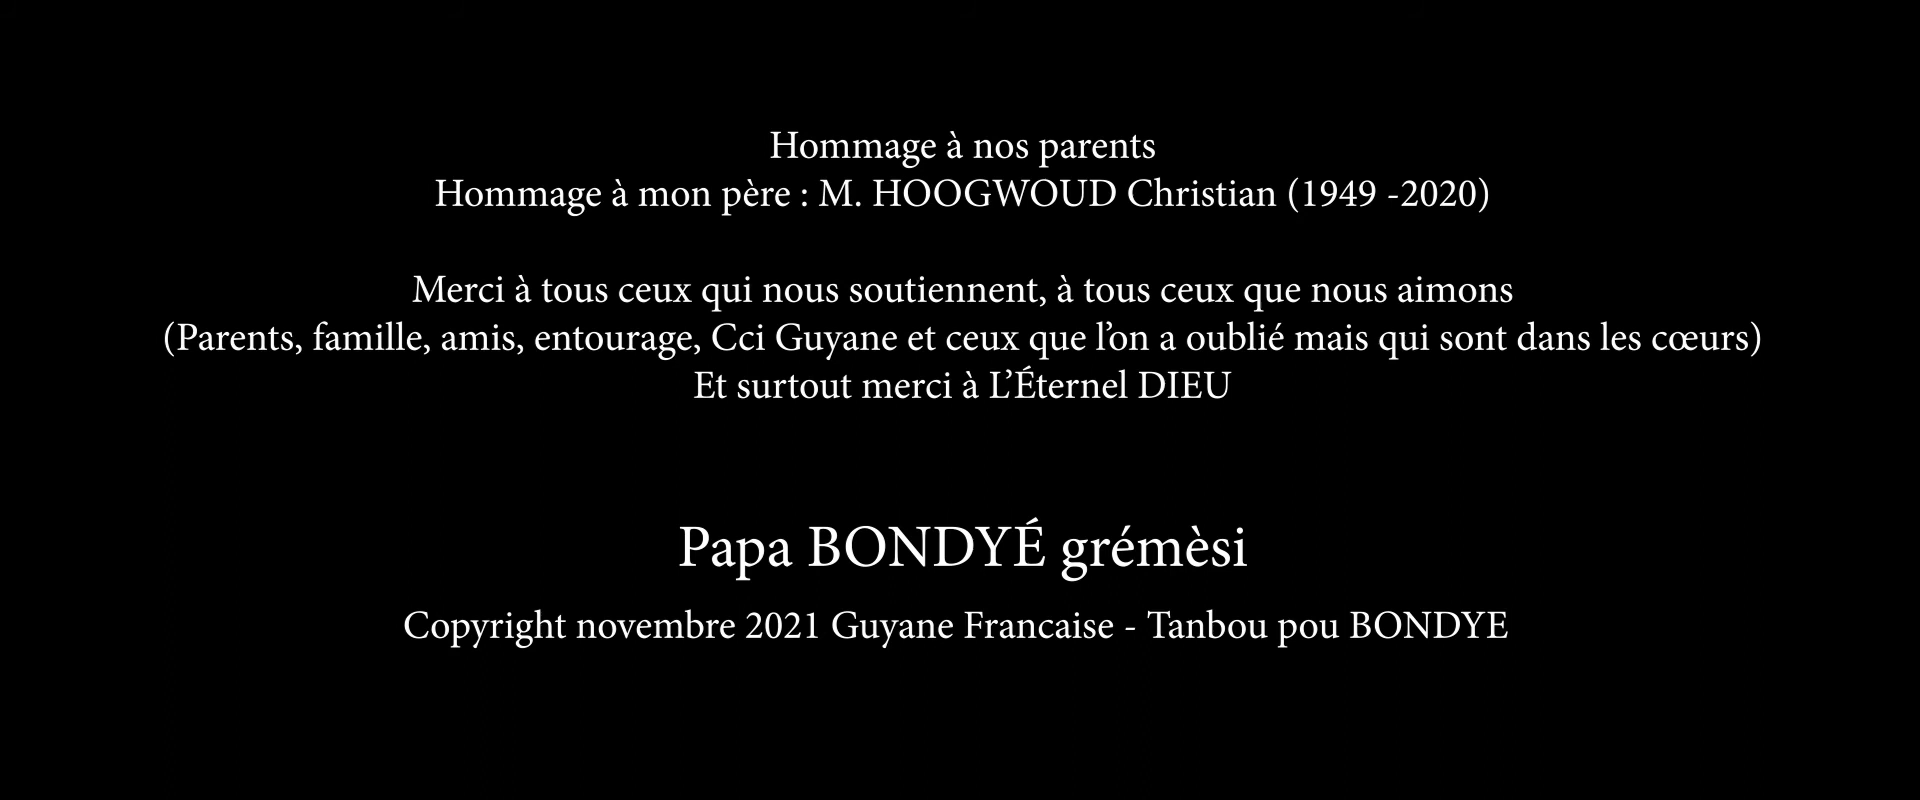 Hommage à nos parents
Hommage à mon père : M. HOOGWOUD Christian (1949 -2020)
Merci à tous ceux qui nous soutiennent, à tous ceux que nous aimons
(Parents, famille, amis, entourage, Cci Guyane et ceux que l’on a oublié mais qui sont dans les cœurs)
Et surtout merci à L’Éternel DIEU
Papa BONDYÉ grémèsi
Copyright novembre 2021 Guyane Francaise - Tanbou pou BONDYE